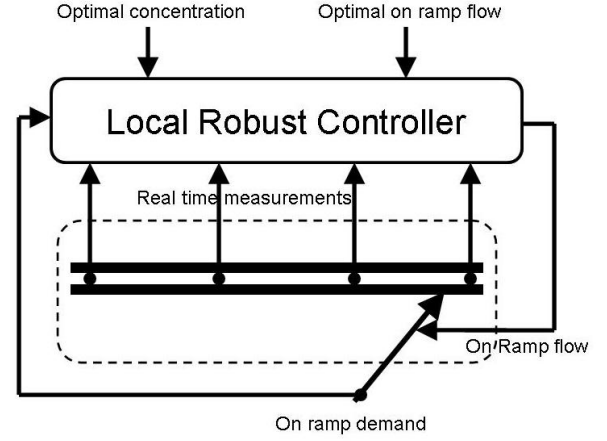 Optimal concentration
Optimal on ramp flow
Local Robust Controller
Real time measurements
On Ramp flow
On ramp demand